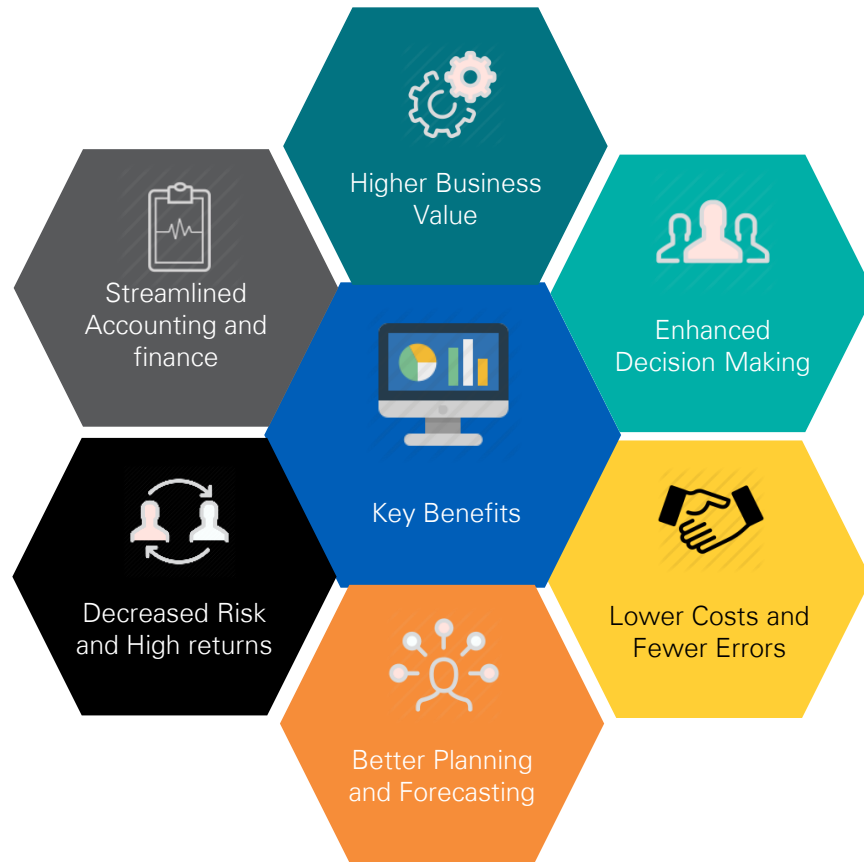 Higher Business
Value
Streamlined
Accounting and
finance
Enhanced
Decision Making
Key Benefits
Decreased Risk
and High returns
Lower Costs and
Fewer Errors
Better Planning
and Forecasting